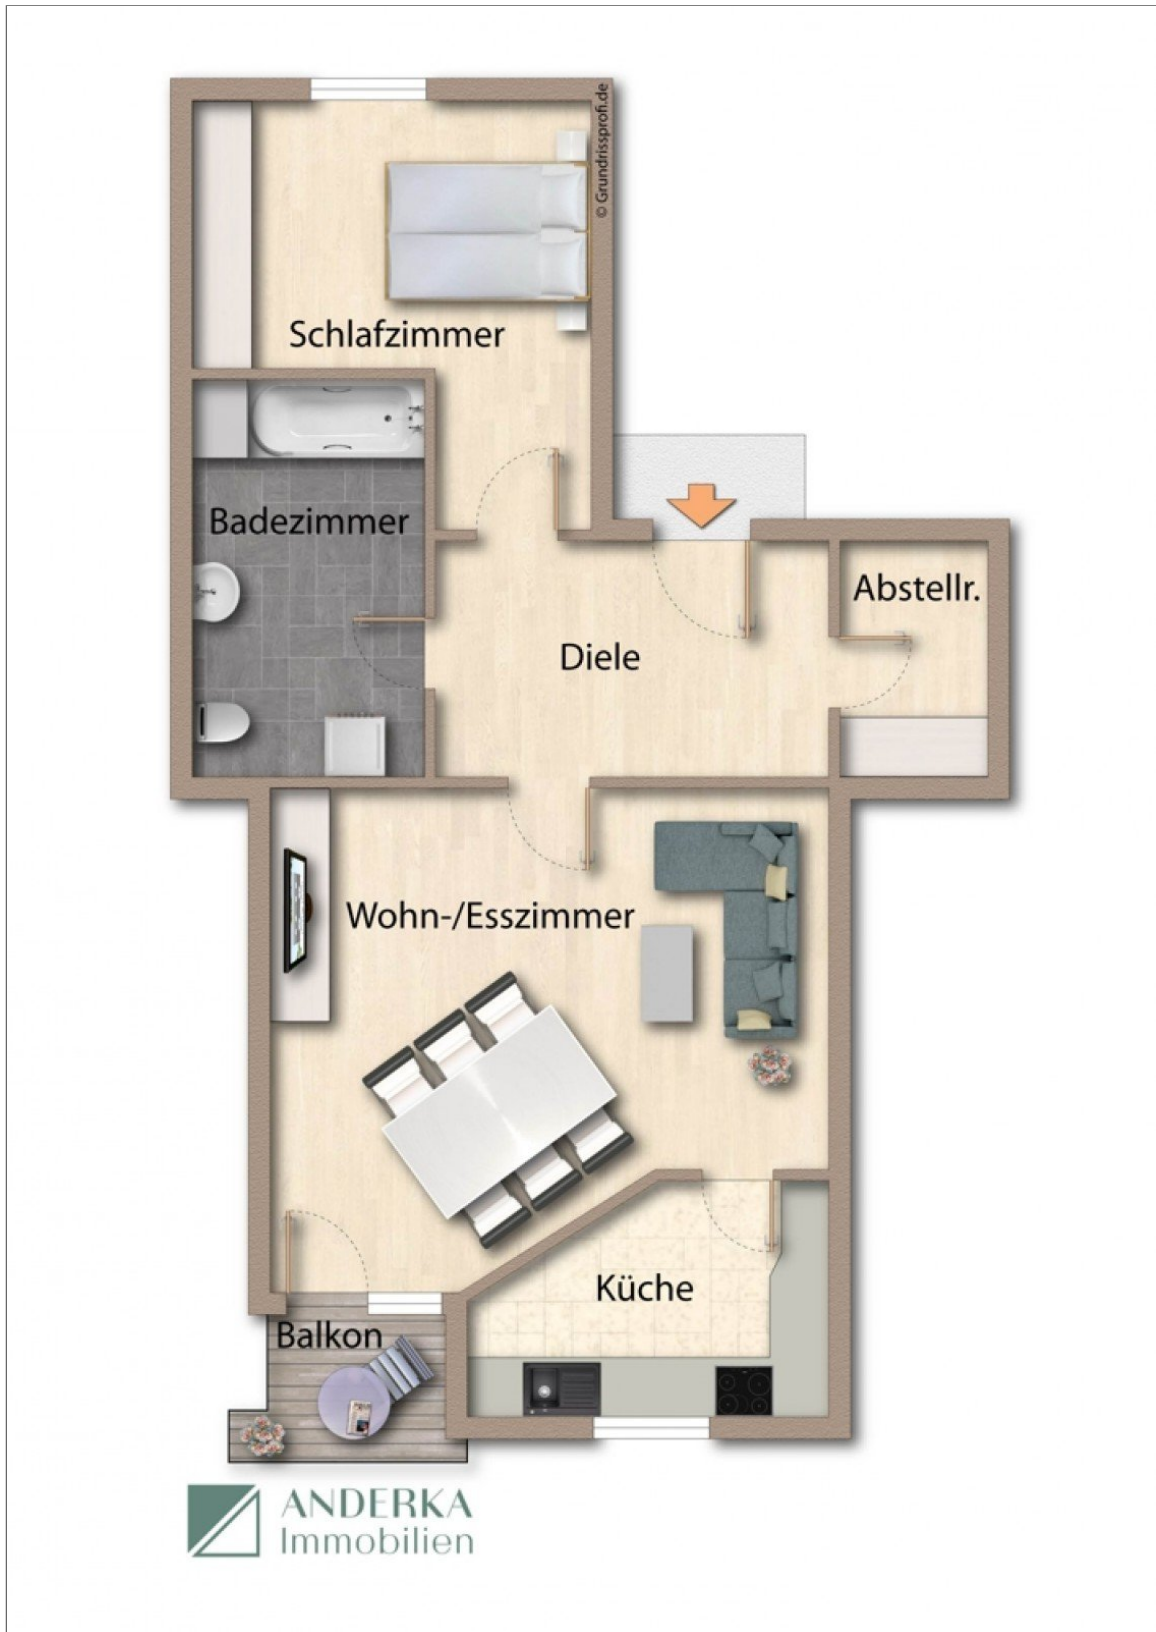 © Grundrissprofi.de
Schlafzimmer
Badezimmer
Abstellr.
Diele
Wohn-/Esszimmer
Küche
Balkon
ANDERKA
Immobilien